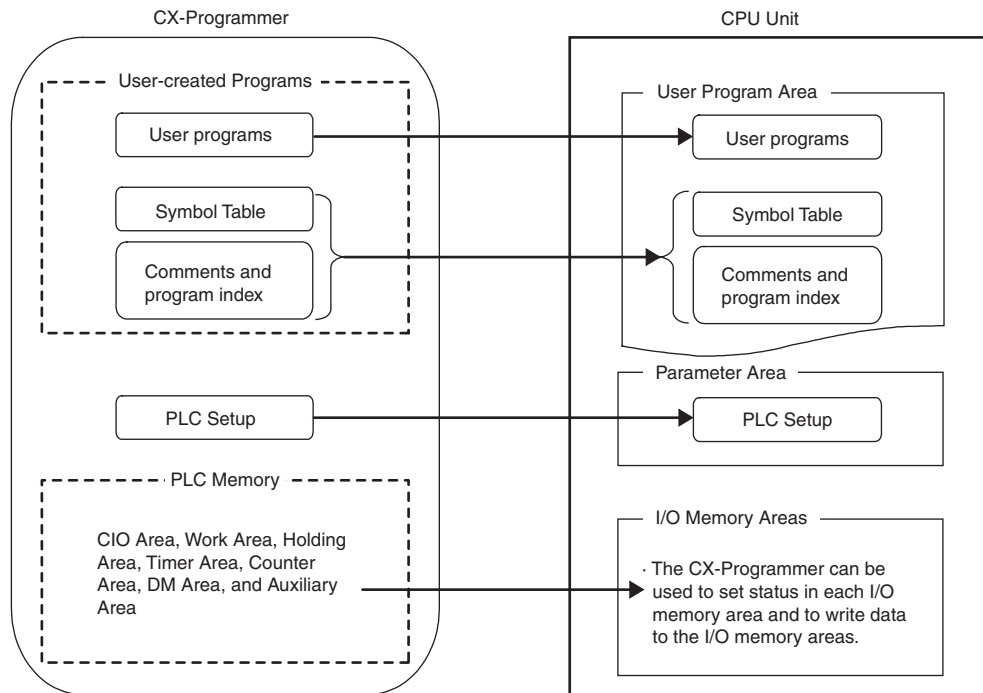 CX-Programmer
User-created Programs
User programs
Symbol Table
Comments and
program index
PLC Setup
PLC Memory
CIO Area, Work Area, Holding
Area, Timer Area, Counter
Area, DM Area, and Auxiliary
Area
CPU Unit
User Program Area
User programs
Symbol Table
Comments and
program index
Parameter Area
PLC Setup
I/O Memory Areas
· The CX-Programmer can be
used to set status in each I/O
memory area and to write data
to the I/O memory areas.